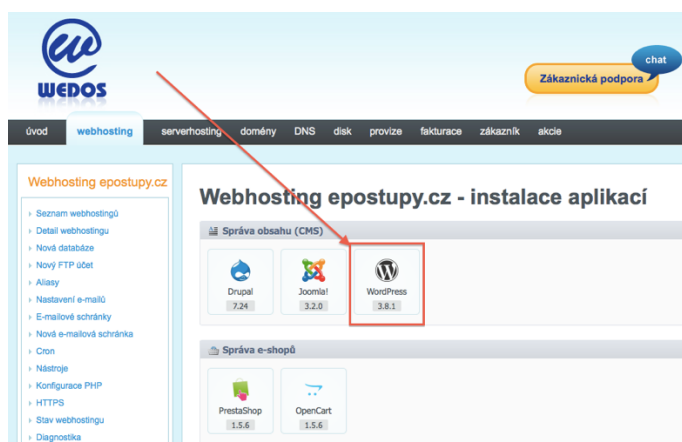 WEDOS
chat
Zákaznická podpora
úvod webhosting serverhosting domény DNS disk provize fakturace zákazník akcie
Webhosting epostupy.cz
Seznam webhostingů
Detail webhostingu
Nová databáze
Nový FTP účet
Aliasy
Nastavení e-mailů
E-mailové schránky
Nová e-mailová schránka
Cron
Nástroje
Konfigurace PHP
HTTPS
Stav webhostingu
Diagnostika
Webhosting epostupy.cz - instalace aplikací
Správa obsahu (CMS)
Drupal Joomla! WordPress
7.24 3.2.0 3.8.1
Správa e-shopů
PrestaShop OpenCart
1.5.6 1.5.6